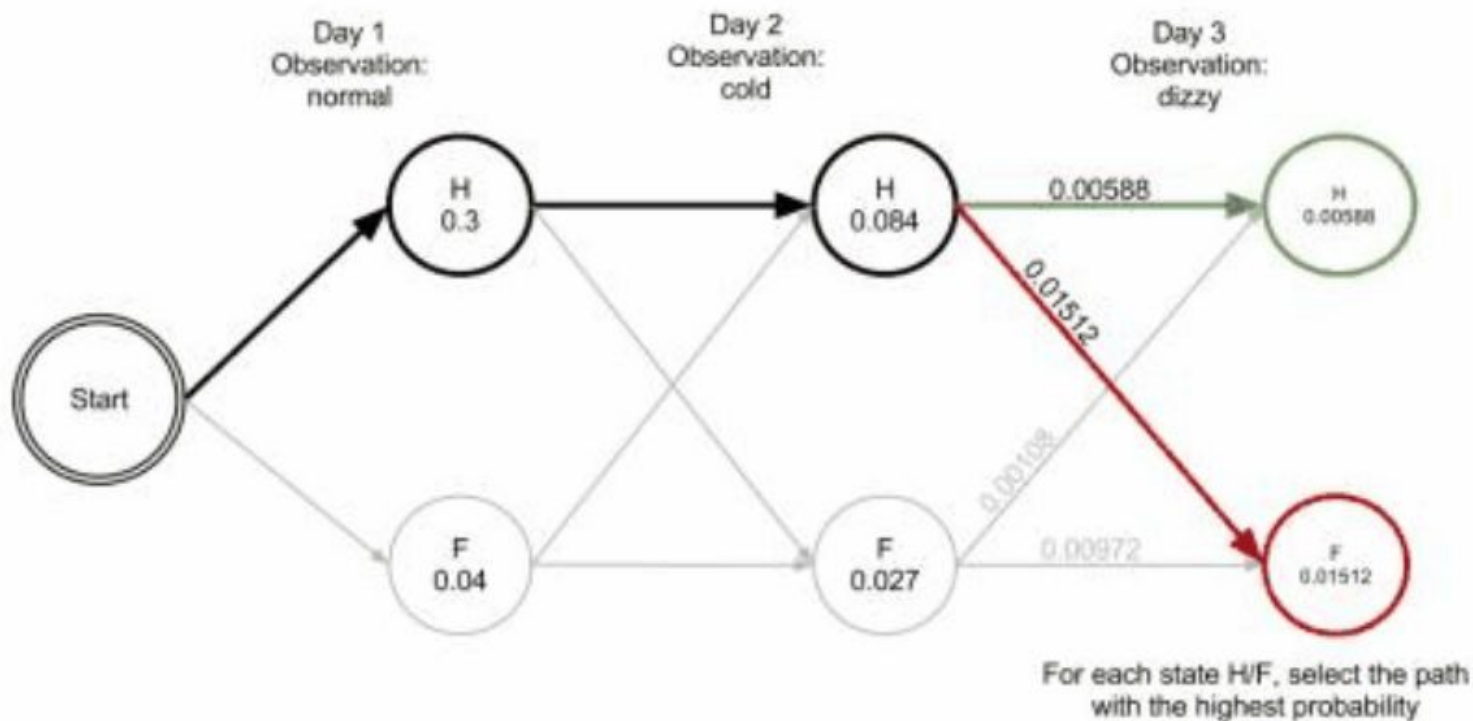 Day 1
Observation:
normal
Day 2
Observation:
cold
Day 3
Observation:
dizzy
H
0.3
H
0.084
0.00588
H
0.00588
0.01512
Start
F
0.04
F
0.027
0.00108
0.00972
F
0.01512
For each state H/F, select the path
with the highest probability